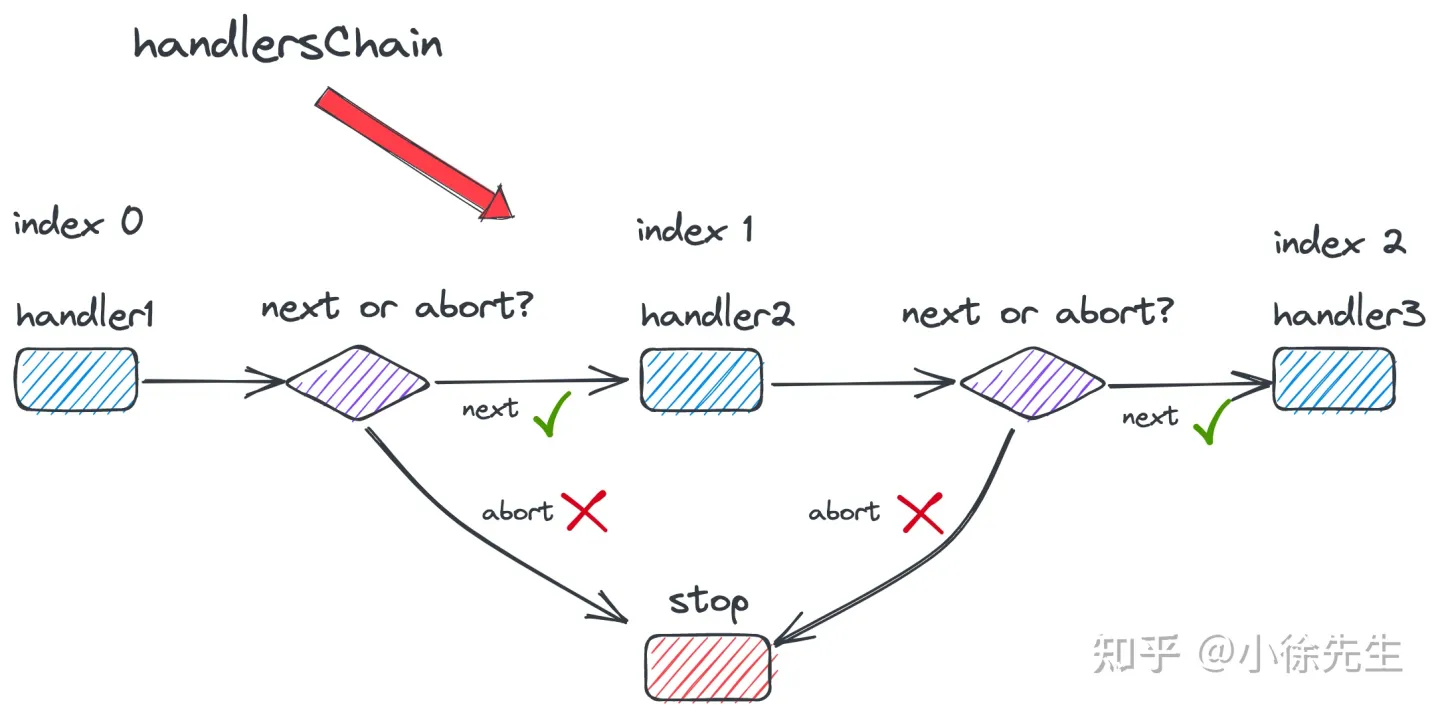 handlersChain
index 0
index 1
index 2
handler1
next or abort?
handler2
next or abort?
handler3
next
next
abort
abort
stop
知乎 @小徐先生